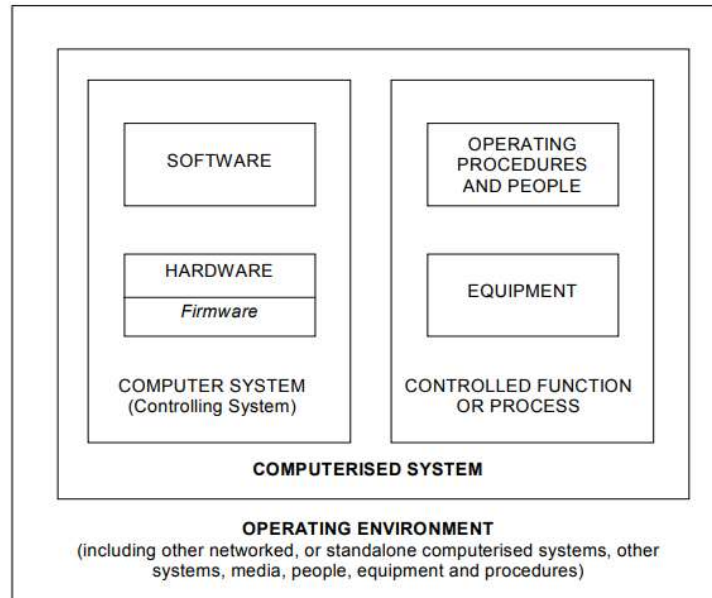 SOFTWARE
HARDWARE
Firmware
COMPUTER SYSTEM
(Controlling System)
OPERATING
PROCEDURES
AND PEOPLE
EQUIPMENT
CONTROLLED FUNCTION
OR PROCESS
COMPUTERISED SYSTEM
OPERATING ENVIRONMENT
(including other networked, or standalone computerised systems, other
systems, media, people, equipment and procedures)